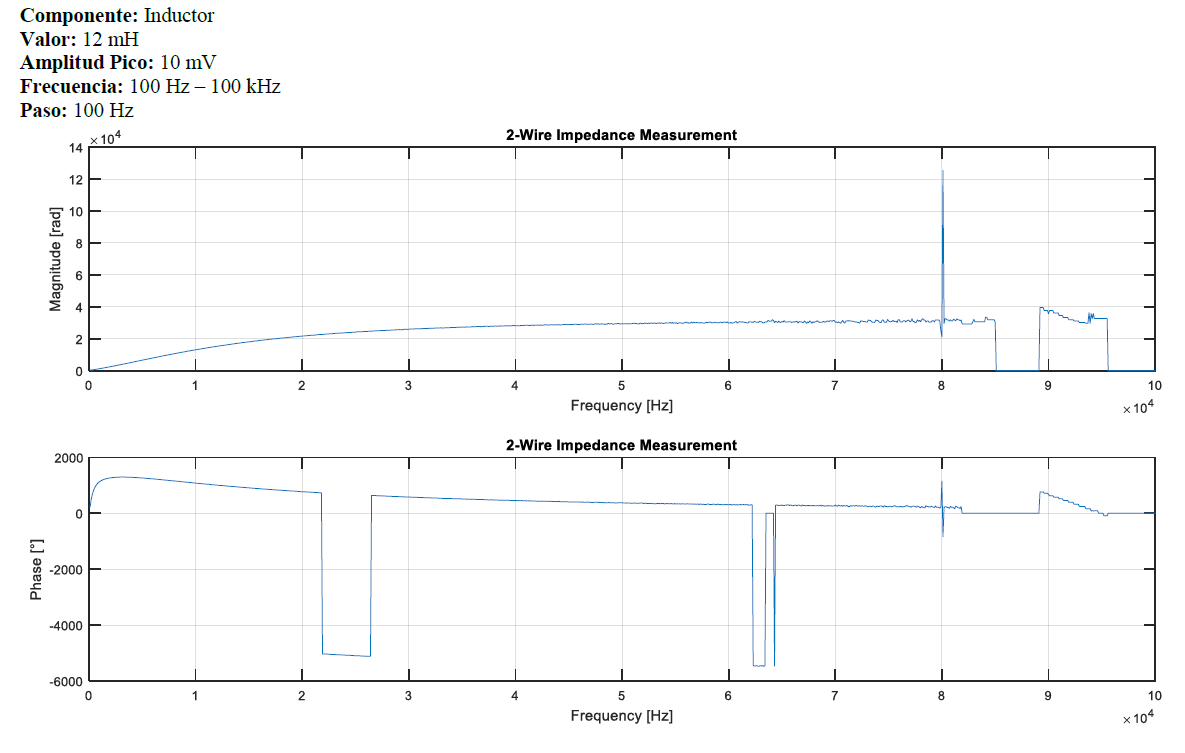 Componente: Inductor
Valor: 12 mH
Amplitud Pico: 10 mV
Frecuencia: 100 Hz – 100 kHz
Paso: 100 Hz
2-Wire Impedance Measurement
×10⁴
14
12
10
8
6
4
2
0
Magnitude [rad]
0 1 2 3 4 5 6 7 8 9 10
Frequency [Hz]
×10⁴
2-Wire Impedance Measurement
2000
0
-2000
-4000
-6000
Phase [°]
0 1 2 3 4 5 6 7 8 9 10
Frequency [Hz]
×10⁴